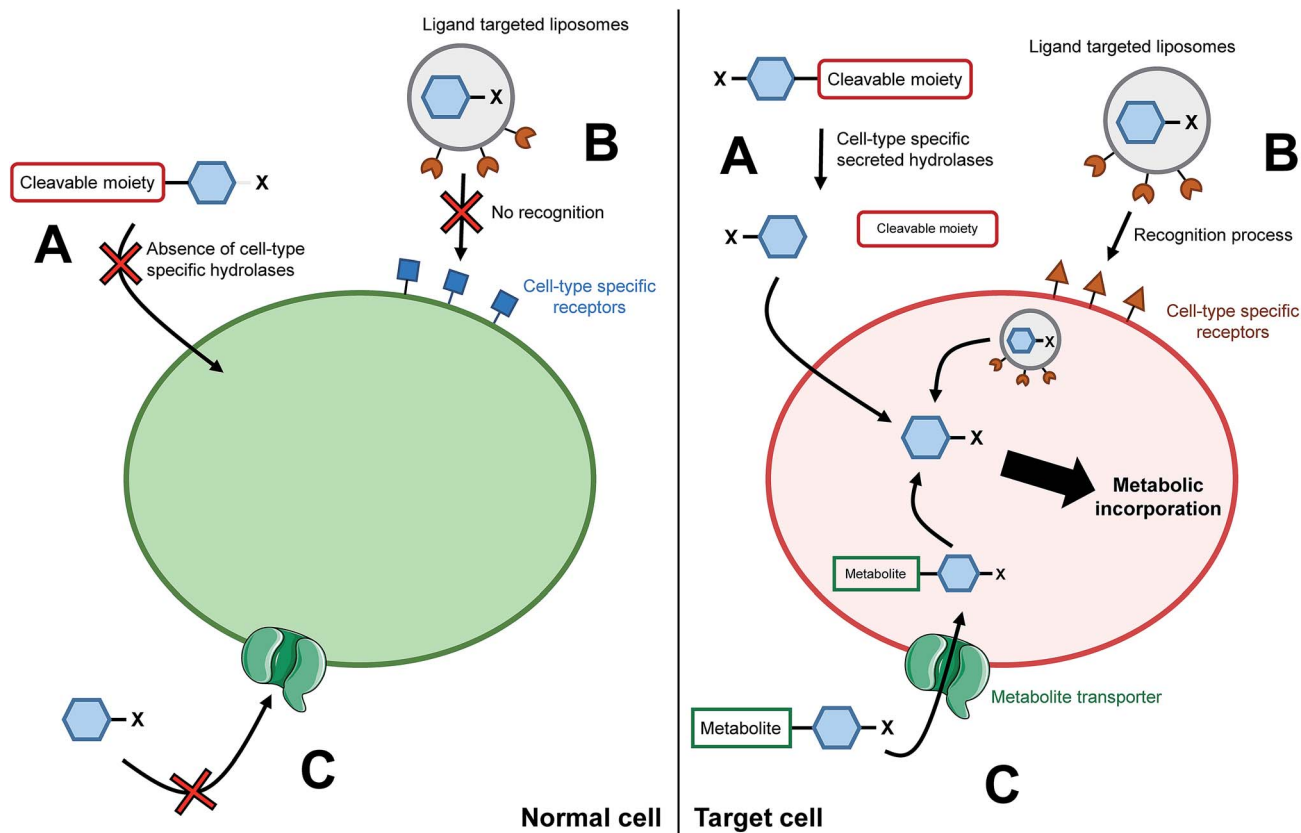 Ligand targeted liposomes
X
B
Cleavable moiety
X
No recognition
A
Absence of cell-type
specific hydrolases
Cell-type specific
receptors
X
C
Normal cell
Ligand targeted liposomes
X
Cleavable moiety
X
A
Cell-type specific
secreted hydrolases
B
X
Cleavable moiety
Recognition process
Cell-type specific
receptors
X
X
Metabolic
incorporation
Metabolite
X
Metabolite transporter
Metabolite
X
C
Target cell